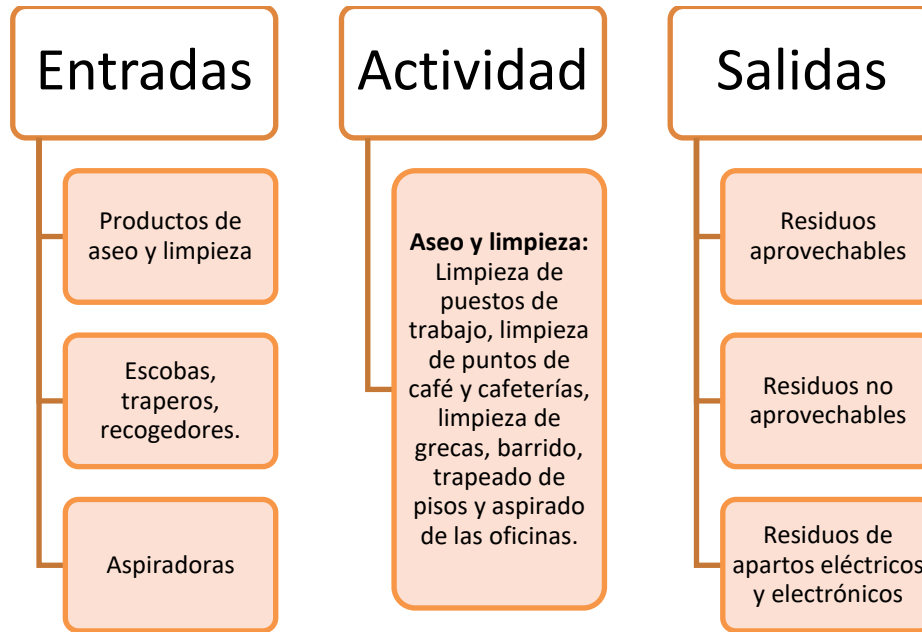 Entradas
Productos de
aseo y limpieza
Escobas,
traperos,
recogedores.
Aspiradoras
Actividad
Aseo y limpieza:
Limpieza de
puestos de
trabajo, limpieza
de puntos de
café y cafeterías,
limpieza de
grecas, barrido,
trapeado de
pisos y aspirado
de las oficinas.
Salidas
Residuos
aprovechables
Residuos no
aprovechables
Residuos de
apartos eléctricos
y electrónicos